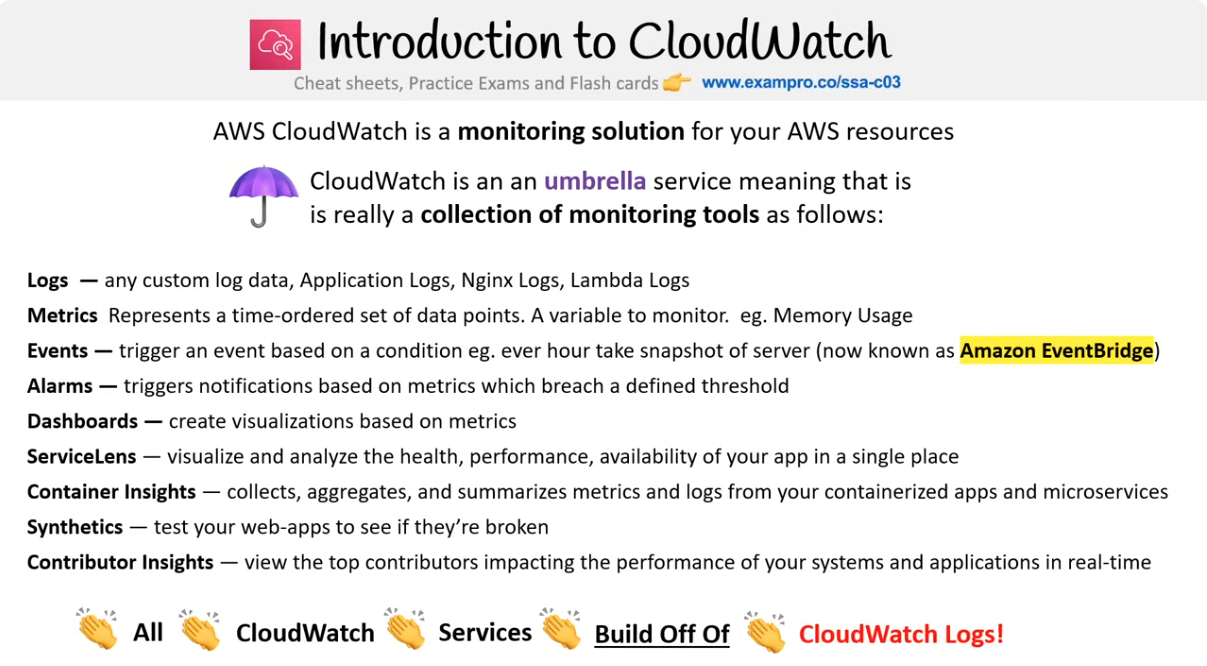 Introduction to CloudWatch
Cheat sheets, Practice Exams and Flash cards www.exampro.co/ssa-c03
AWS CloudWatch is a monitoring solution for your AWS resources
CloudWatch is an an umbrella service meaning that is
is really a collection of monitoring tools as follows:
Logs — any custom log data, Application Logs, Nginx Logs, Lambda Logs
Metrics Represents a time-ordered set of data points. A variable to monitor. eg. Memory Usage
Events — trigger an event based on a condition eg. ever hour take snapshot of server (now known as Amazon EventBridge)
Alarms — triggers notifications based on metrics which breach a defined threshold
Dashboards — create visualizations based on metrics
ServiceLens — visualize and analyze the health, performance, availability of your app in a single place
Container Insights — collects, aggregates, and summarizes metrics and logs from your containerized apps and microservices
Synthetics — test your web-apps to see if they’re broken
Contributor Insights — view the top contributors impacting the performance of your systems and applications in real-time
All CloudWatch Services Build Off Of CloudWatch Logs!